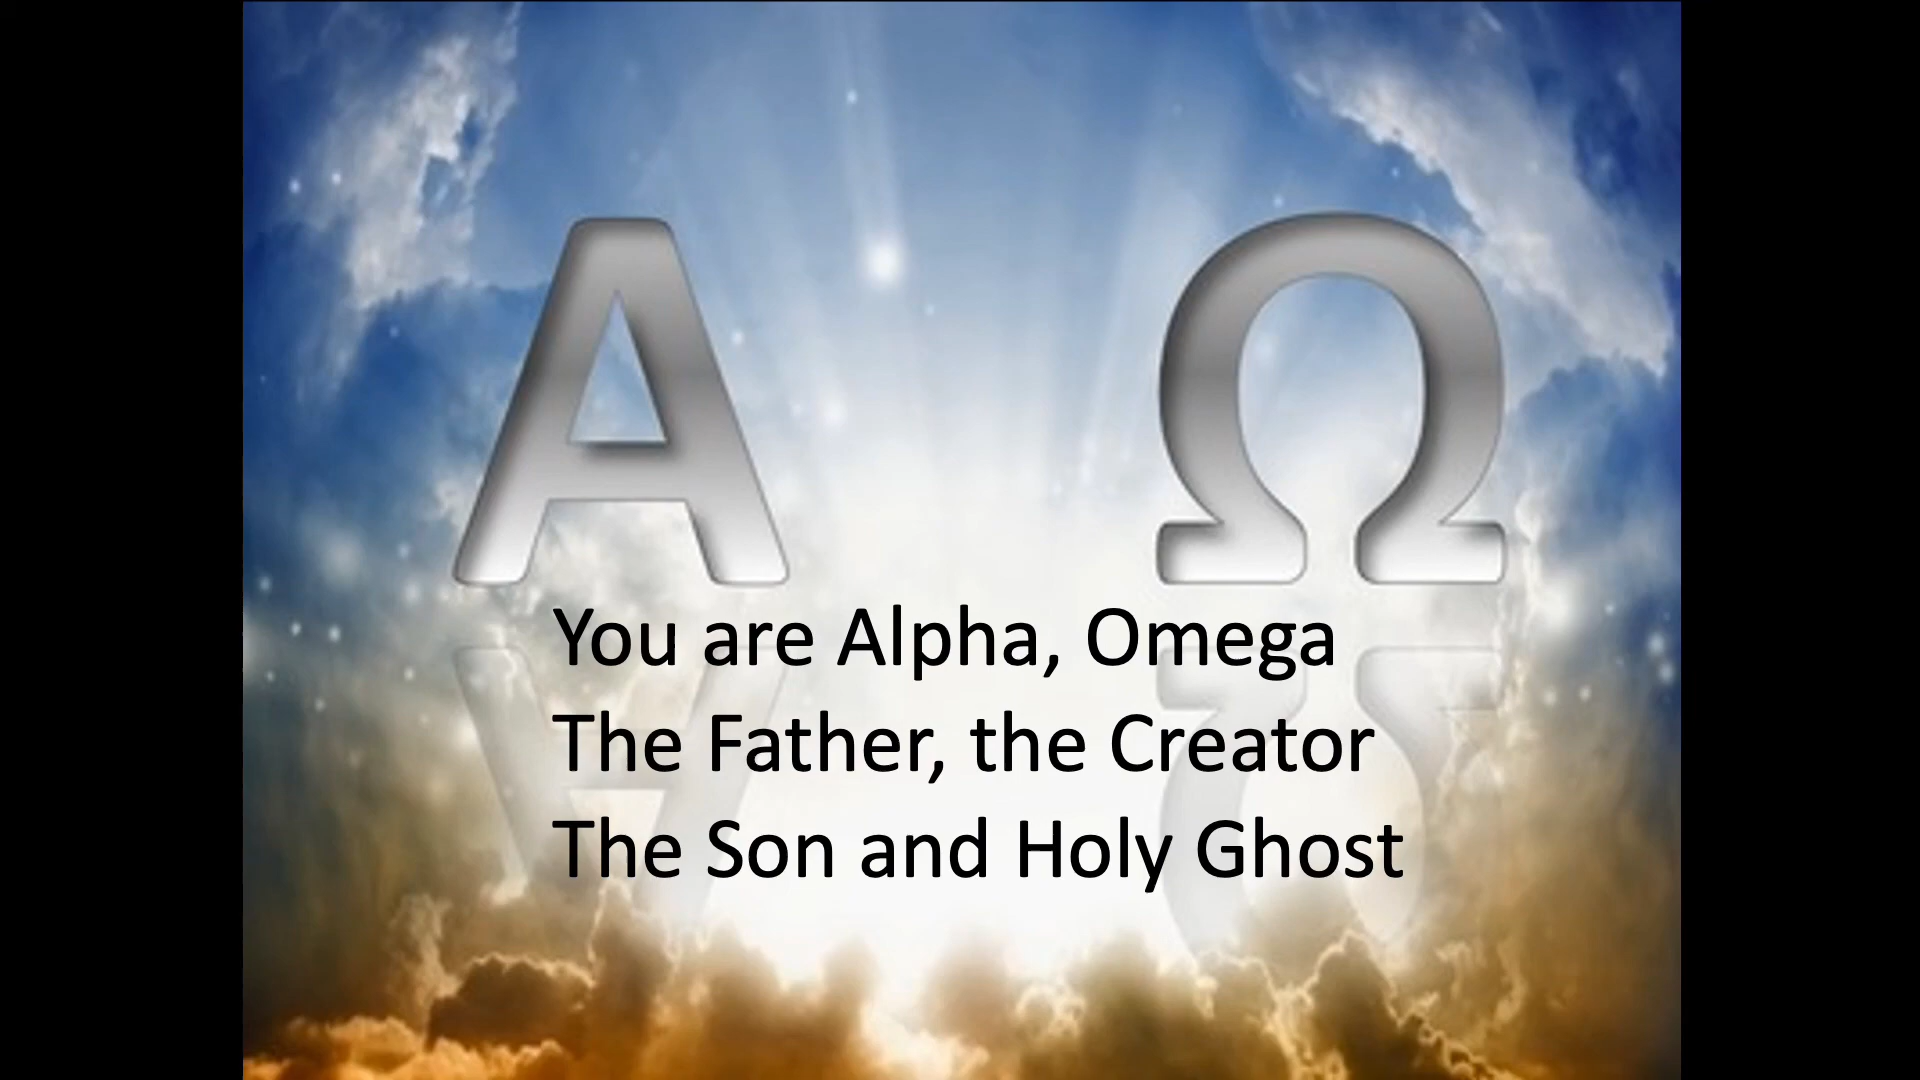 Α Ω
You are Alpha, Omega
The Father, the Creator
The Son and Holy Ghost